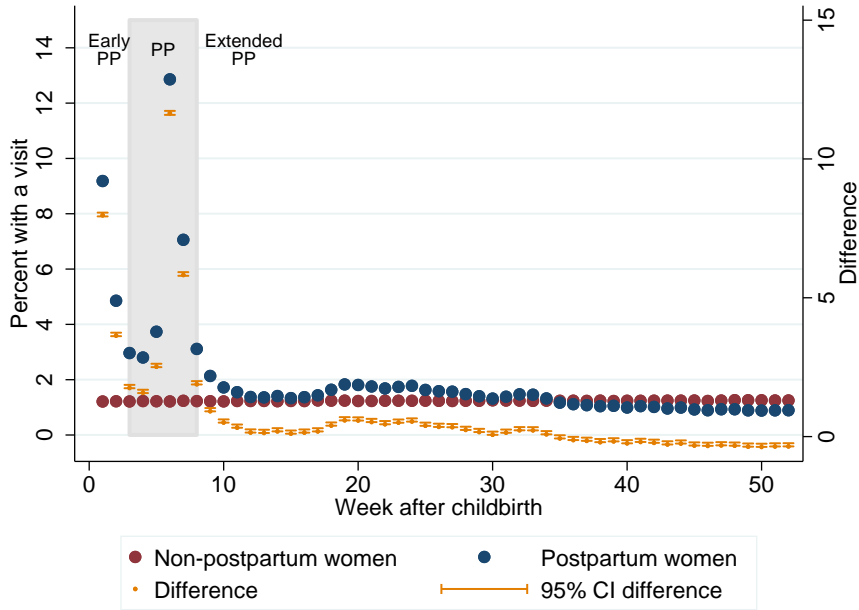 Early
PP
PP
Extended
PP
Percent with a visit
0
2
4
6
8
10
12
14
Difference
0
5
10
15
0
10
20
30
40
50
Week after childbirth
Non-postpartum women
Postpartum women
Difference
95% CI difference